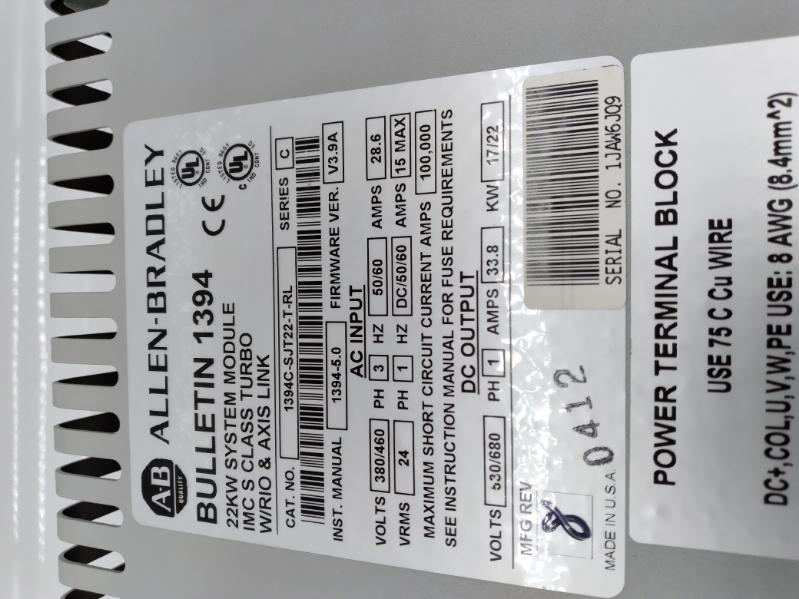 AB QUALITY ALLEN-BRADLEY
BULLETIN 1394
22KW SYSTEM MODULE
IMC S CLASS TURBO
W/RIO & AXIS LINK
CAT. NO. 1394C-SJT22-T-RL SERIES C
INST. MANUAL 1394-5.0 FIRMWARE VER. V3.9A
AC INPUT
VOLTS 380/460 PH 3 HZ 50/60 AMPS 28.6
VRMS 24 PH 1 HZ DC/50/60 AMPS 15 MAX
MAXIMUM SHORT CIRCUIT CURRENT AMPS 100,000
SEE INSTRUCTION MANUAL FOR FUSE REQUIREMENTS
DC OUTPUT
VOLTS 530/680 PH 1 AMPS 33.8 KW 17/22
MFG REV
8
0412
MADE IN U.S.A.
SERIAL NO. 1JAW6JQ9
POWER TERMINAL BLOCK
USE 75 C Cu WIRE
DC+,COL,U,V,W,PE USE: 8 AWG (8.4mm^2)